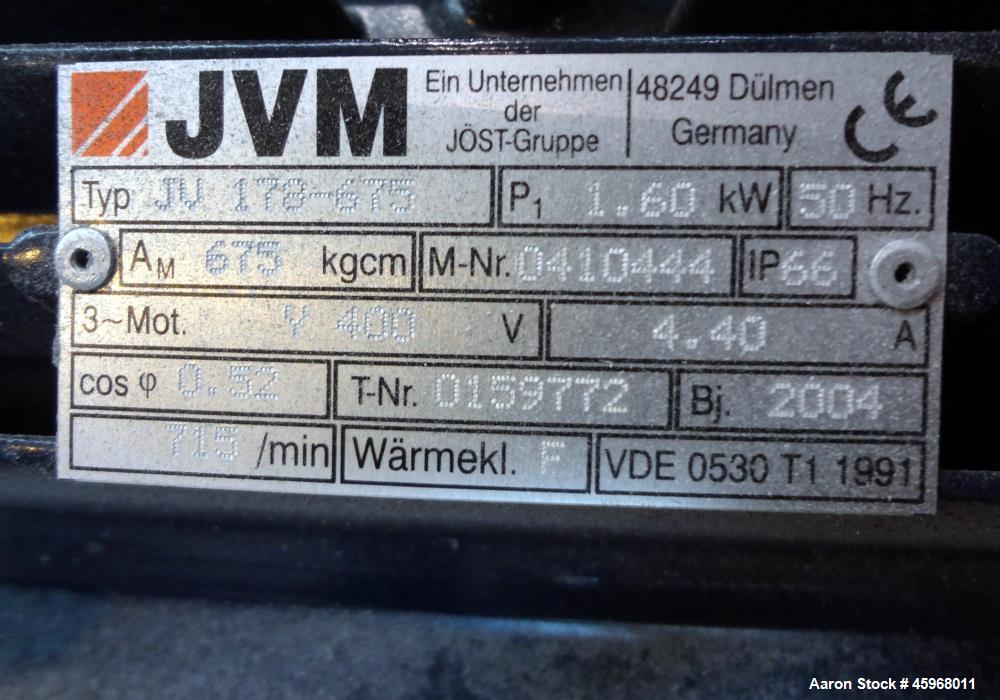 JVM Ein Unternehmen der JÖST-Gruppe 48249 Dülmen Germany CE
Typ JV 178-675 P1 1.60 kW 50 Hz.
AM 675 kgcm M-Nr. 0410444 IP 66
3~Mot. Y 400 V 4.40 A
cos φ 0.52 T-Nr. 0159772 Bj. 2004
715 /min Wärmekl. F VDE 0530 T1 1991
Aaron Stock # 45968011